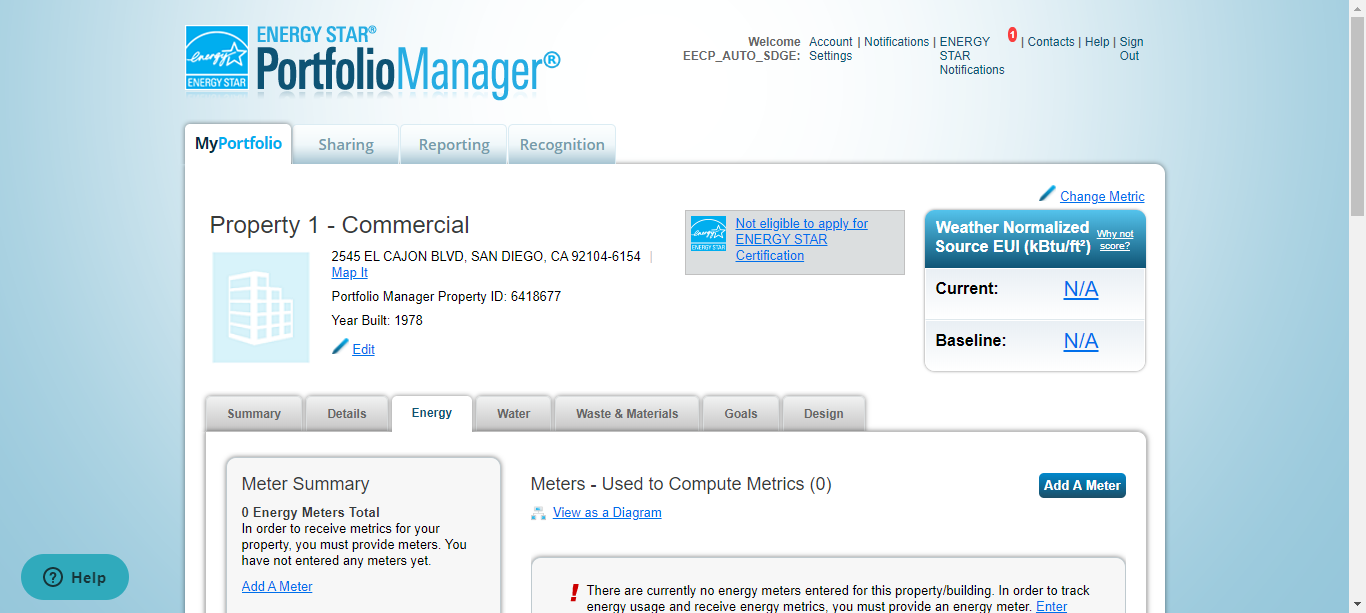 ENERGY STAR®
PortfolioManager®
energy
ENERGY STAR
Welcome
EECP_AUTO_SDGE:
Account Settings | Notifications | ENERGY STAR Notifications 1 | Contacts | Help | Sign Out
MyPortfolio
Sharing
Reporting
Recognition
Change Metric
Property 1 - Commercial
2545 EL CAJON BLVD, SAN DIEGO, CA 92104-6154 |
Map It
Portfolio Manager Property ID: 6418677
Year Built: 1978
Edit
energy
ENERGY STAR
Not eligible to apply for
ENERGY STAR
Certification
Weather Normalized
Source EUI (kBtu/ft²)
Why not
score?
Current: N/A
Baseline: N/A
Summary
Details
Energy
Water
Waste & Materials
Goals
Design
Meter Summary
0 Energy Meters Total
In order to receive metrics for your
property, you must provide meters. You
have not entered any meters yet.
Add A Meter
Meters - Used to Compute Metrics (0)
Add A Meter
View as a Diagram
! There are currently no energy meters entered for this property/building. In order to track
energy usage and receive energy metrics, you must provide an energy meter. Enter
? Help